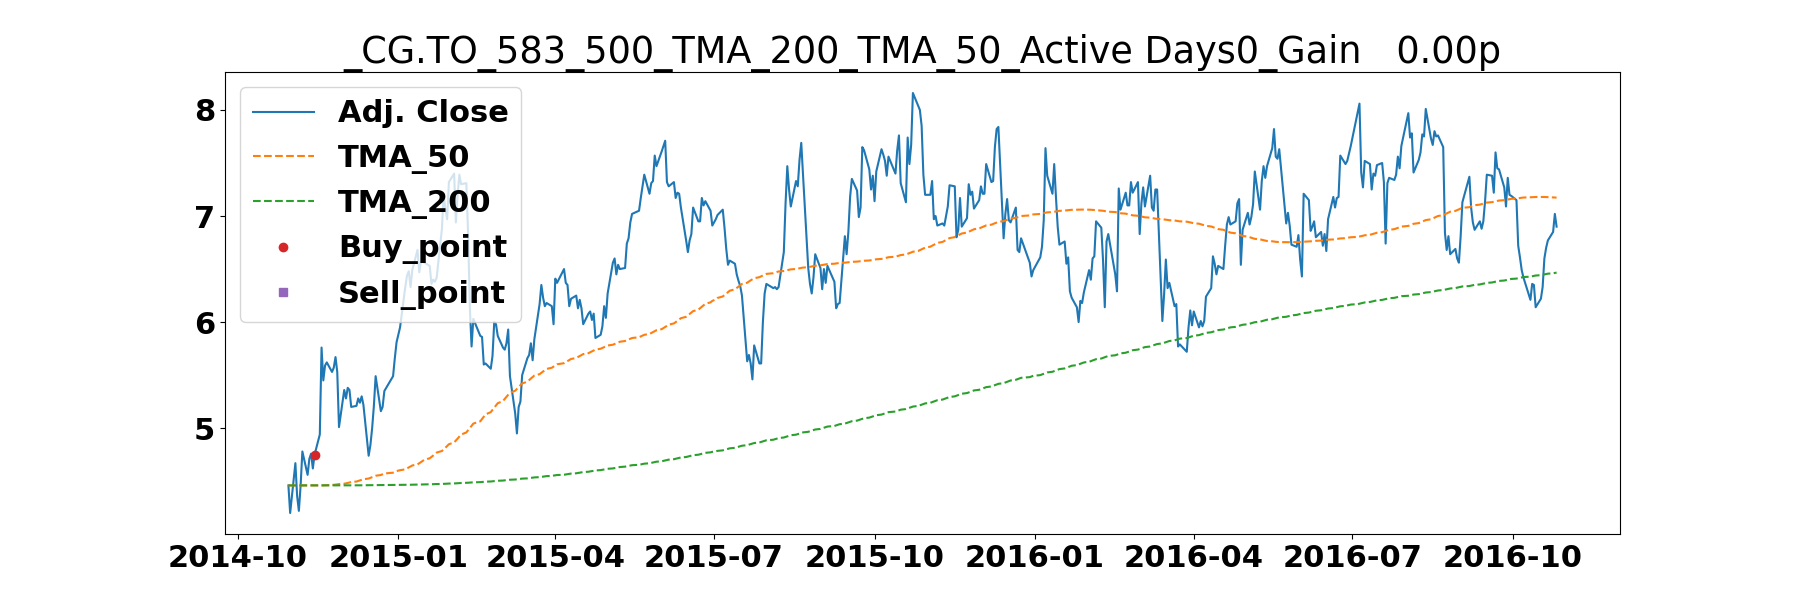 _CG.TO_583_500_TMA_200_TMA_50_Active Days0_Gain   0.00p
Adj. Close
TMA_50
TMA_200
Buy_point
Sell_point
8
7
6
5
2014-10 2015-01 2015-04 2015-07 2015-10 2016-01 2016-04 2016-07 2016-10